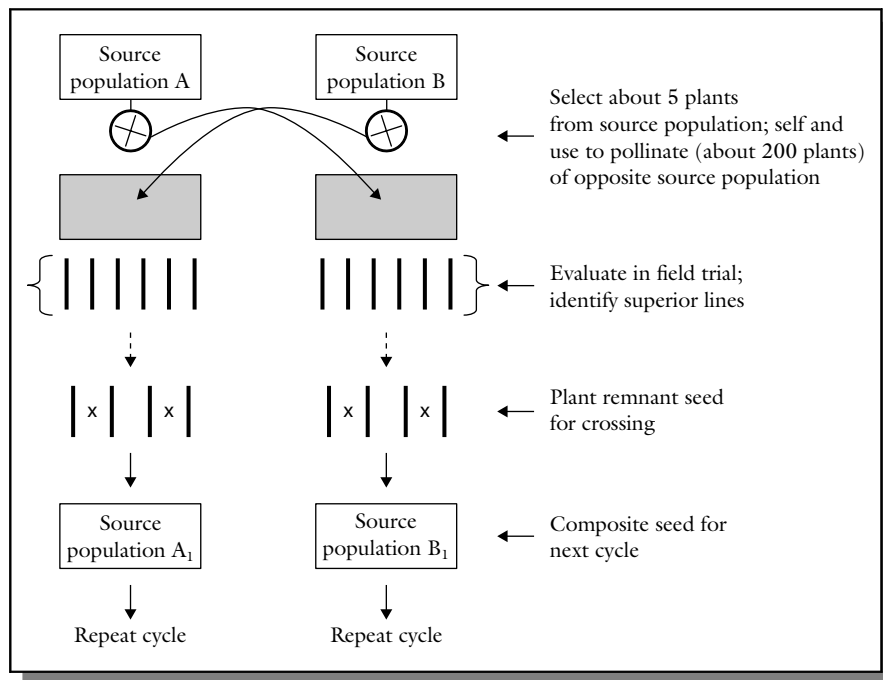 Source
population A
Source
population B
Select about 5 plants
from source population; self and
use to pollinate (about 200 plants)
of opposite source population
Evaluate in field trial;
identify superior lines
x
x
x
x
Plant remnant seed
for crossing
Source
population A₁
Source
population B₁
Composite seed for
next cycle
Repeat cycle
Repeat cycle